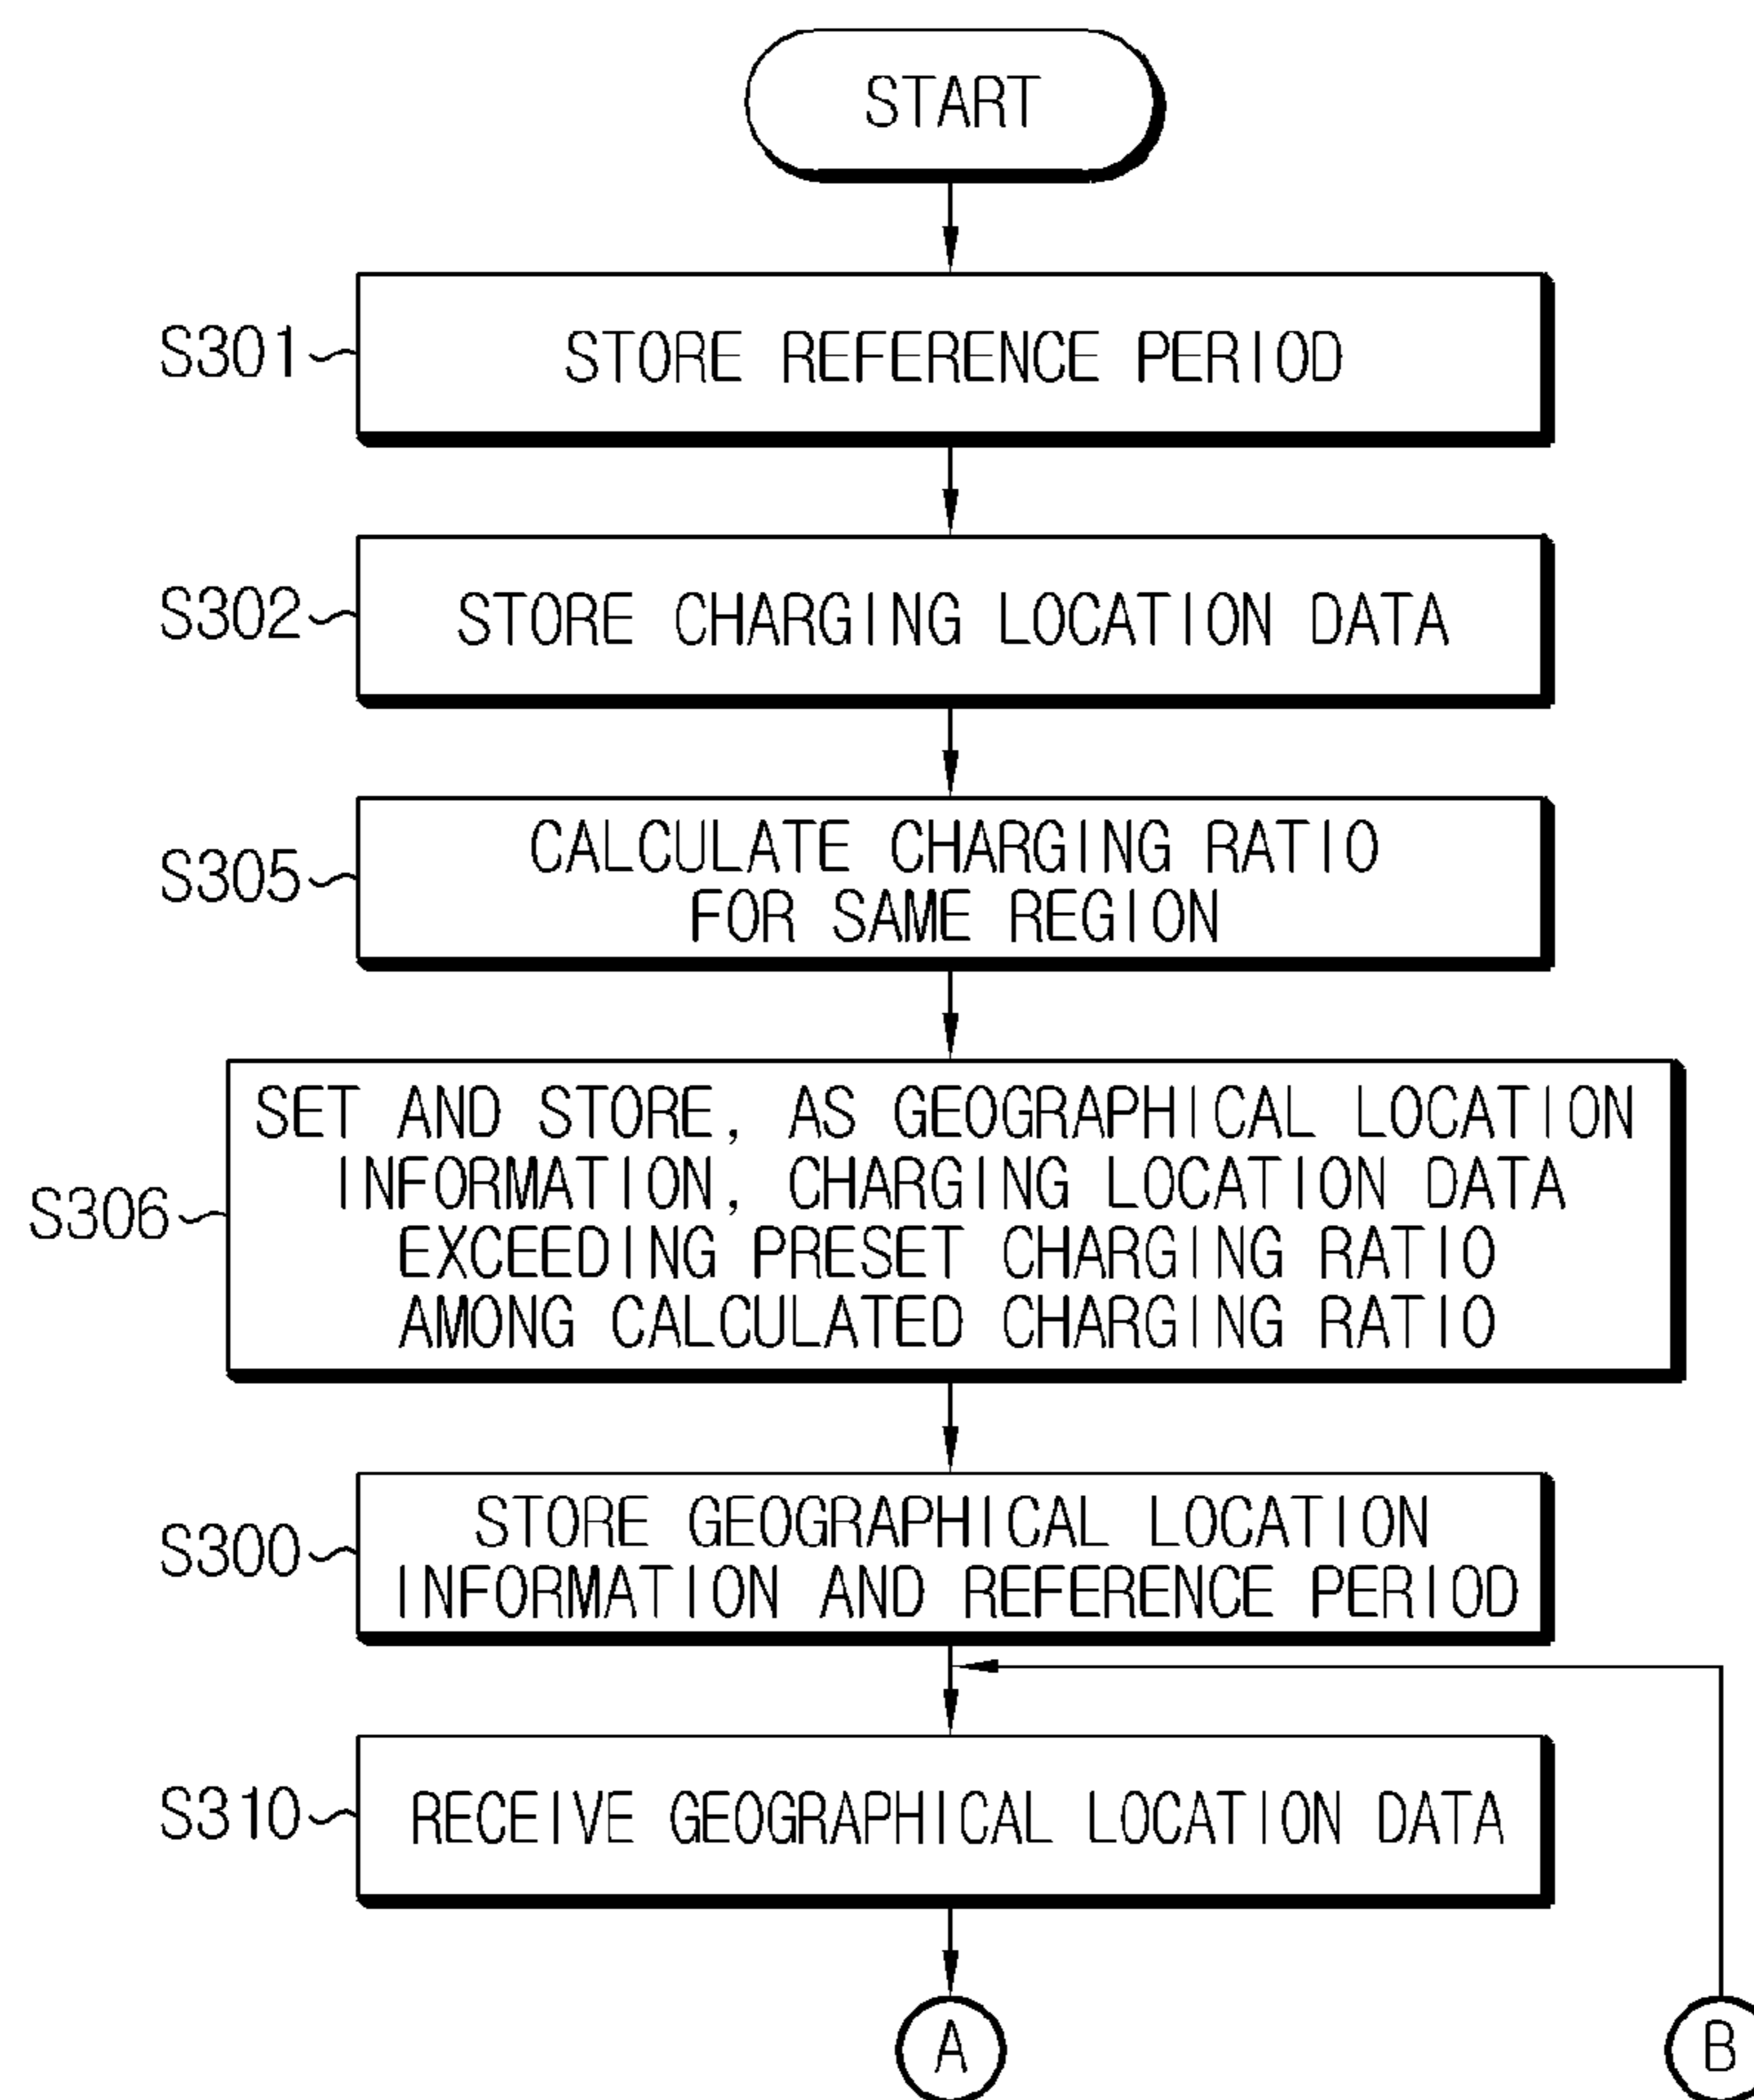 START
S301
STORE REFERENCE PERIOD
S302
STORE CHARGING LOCATION DATA
S305
CALCULATE CHARGING RATIO
FOR SAME REGION
S306
SET AND STORE, AS GEOGRAPHICAL LOCATION
INFORMATION, CHARGING LOCATION DATA
EXCEEDING PRESET CHARGING RATIO
AMONG CALCULATED CHARGING RATIO
S300
STORE GEOGRAPHICAL LOCATION
INFORMATION AND REFERENCE PERIOD
S310
RECEIVE GEOGRAPHICAL LOCATION DATA
A
B